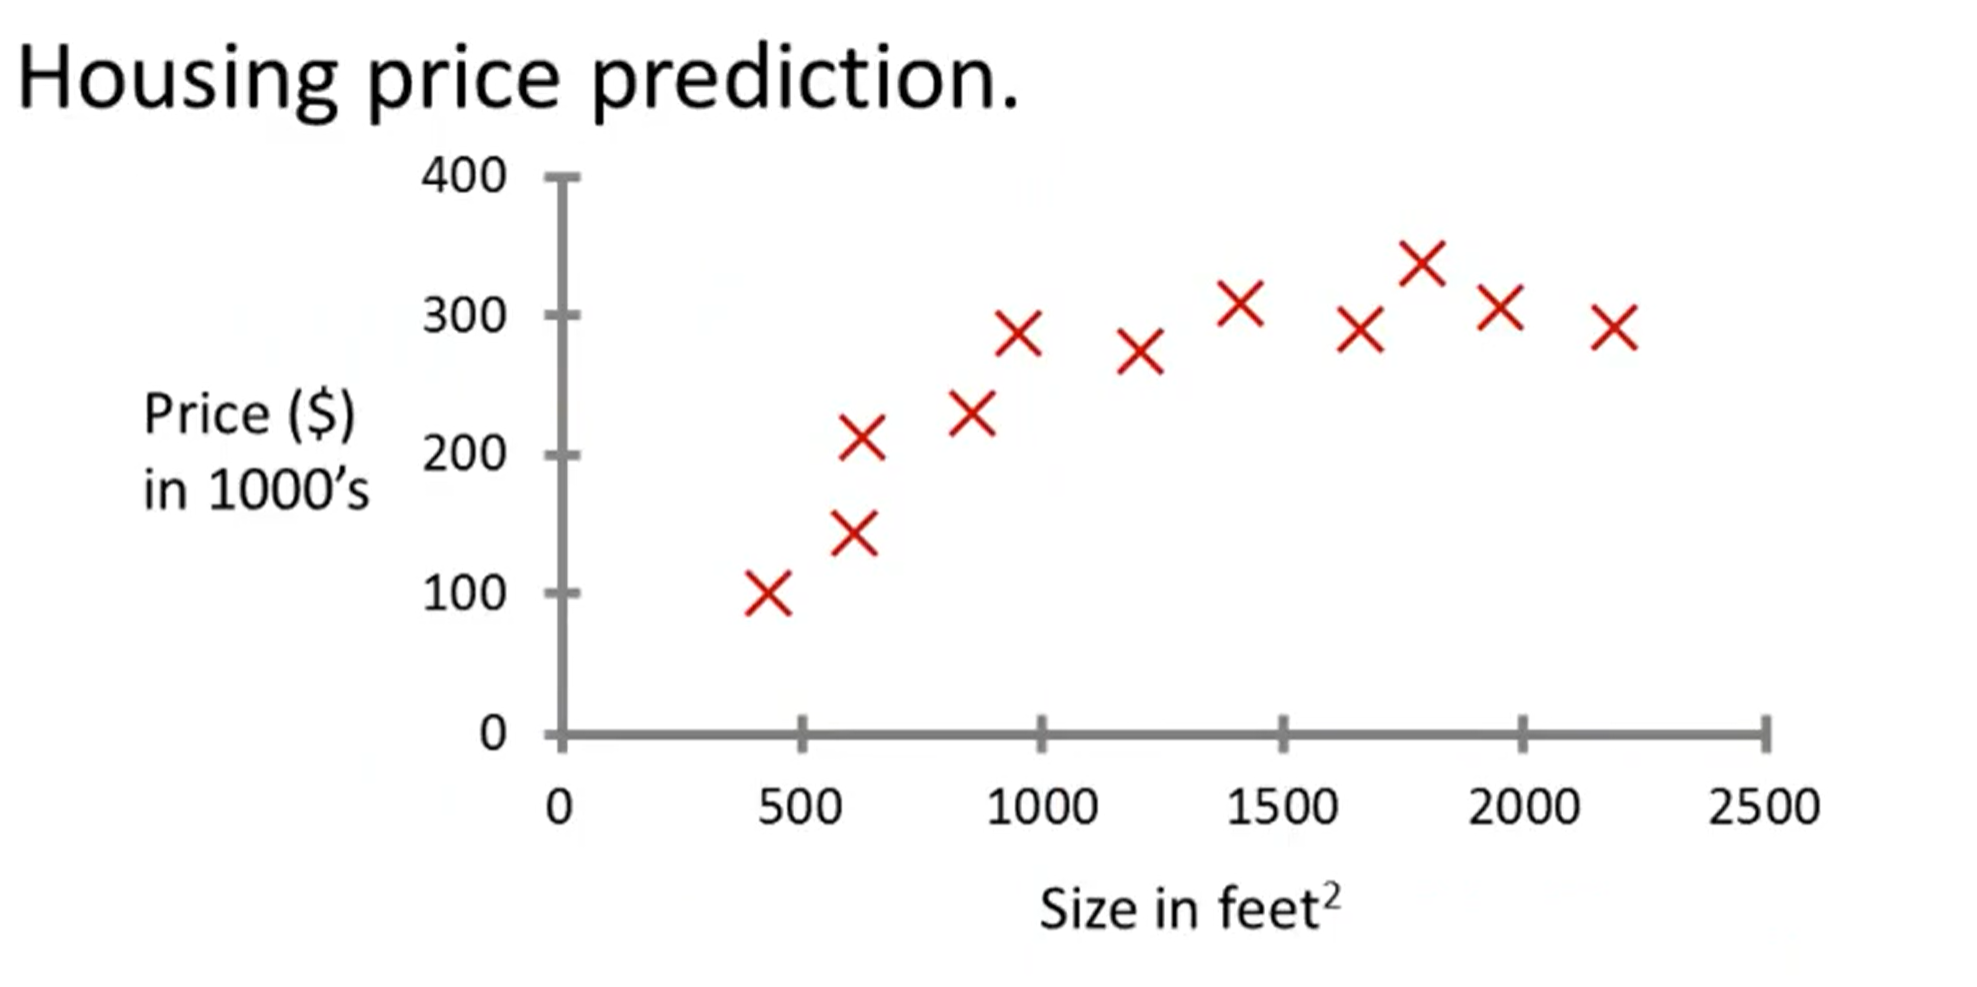 Housing price prediction.
400
300
Price ($)
200
in 1000’s
100
0
0 500 1000 1500 2000 2500
Size in feet²